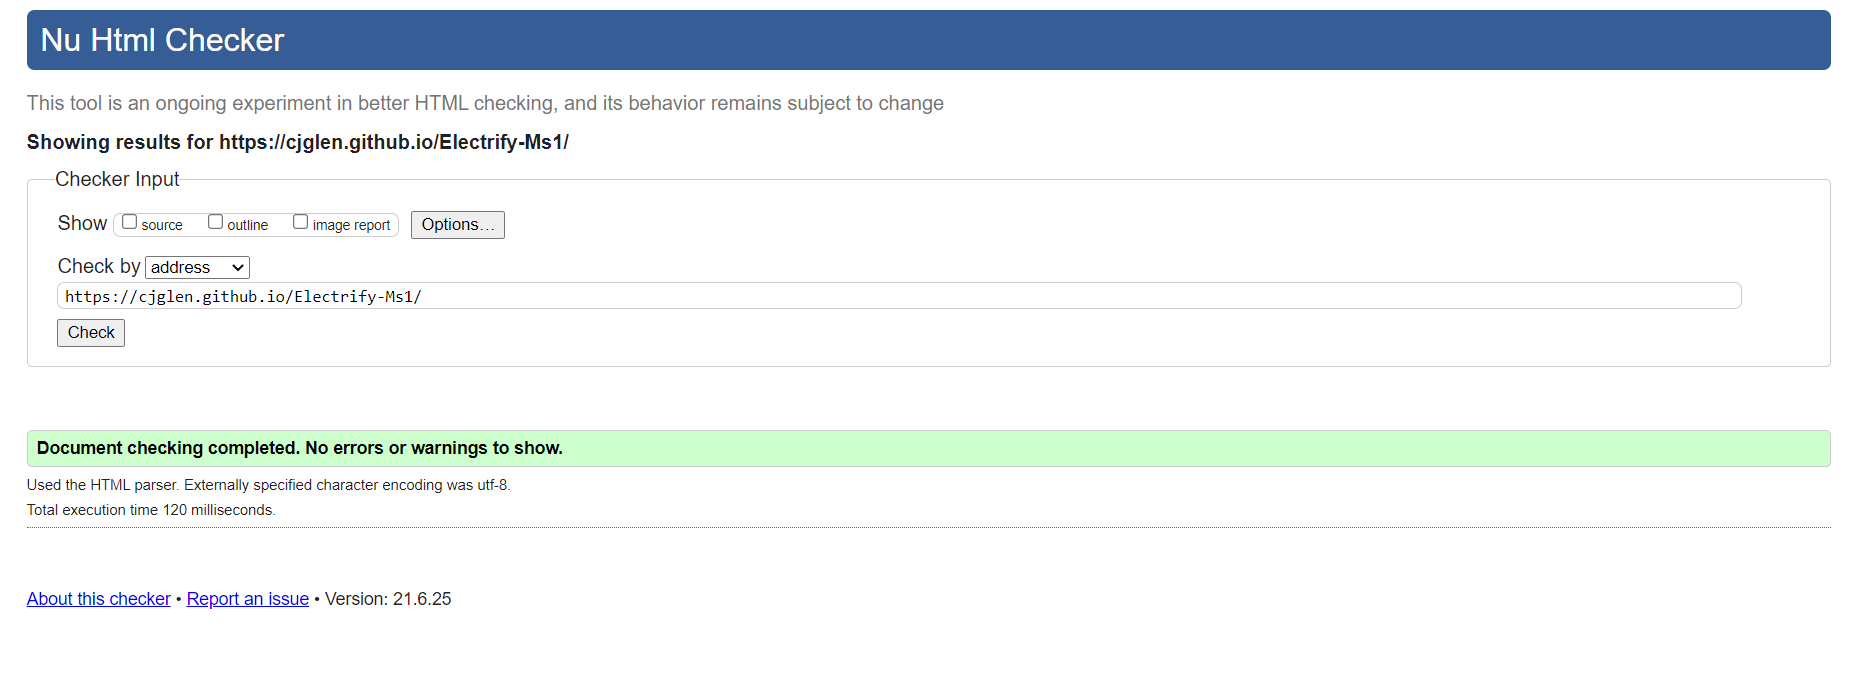 Nu Html Checker
This tool is an ongoing experiment in better HTML checking, and its behavior remains subject to change
Showing results for https://cjglen.github.io/Electrify-Ms1/
Checker Input
Show source outline image report Options...
Check by address
https://cjglen.github.io/Electrify-Ms1/
Check
Document checking completed. No errors or warnings to show.
Used the HTML parser. Externally specified character encoding was utf-8.
Total execution time 120 milliseconds.
About this checker • Report an issue • Version: 21.6.25